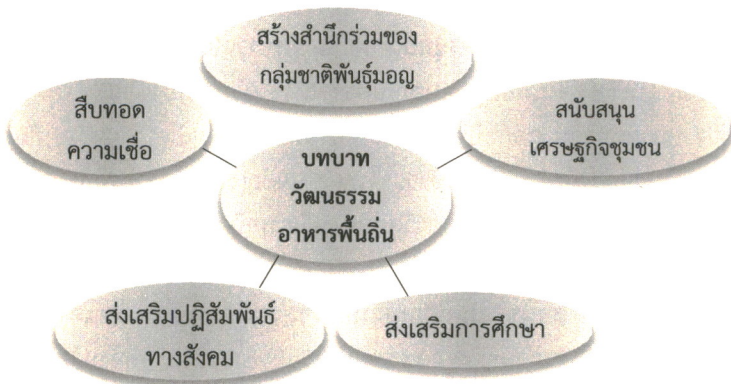 สร้างสำนึกร่วมของ
กลุ่มชาติพันธุ์มอญ
สืบทอด
ความเชื่อ
สนับสนุน
เศรษฐกิจชุมชน
บทบาท
วัฒนธรรม
อาหารพื้นถิ่น
ส่งเสริมปฏิสัมพันธ์
ทางสังคม
ส่งเสริมการศึกษา